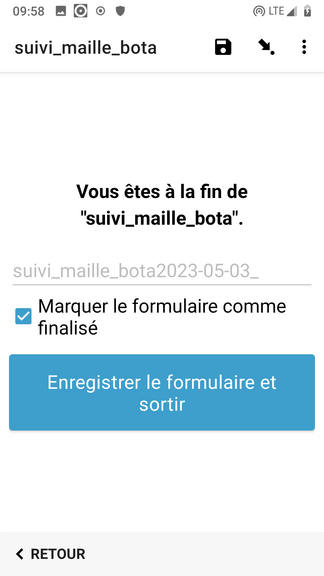 09:58
LTE
suivi_maille_bota
Vous êtes à la fin de
"suivi_maille_bota".
suivi_maille_bota2023-05-03_
Marquer le formulaire comme
finalisé
Enregistrer le formulaire et
sortir
RETOUR